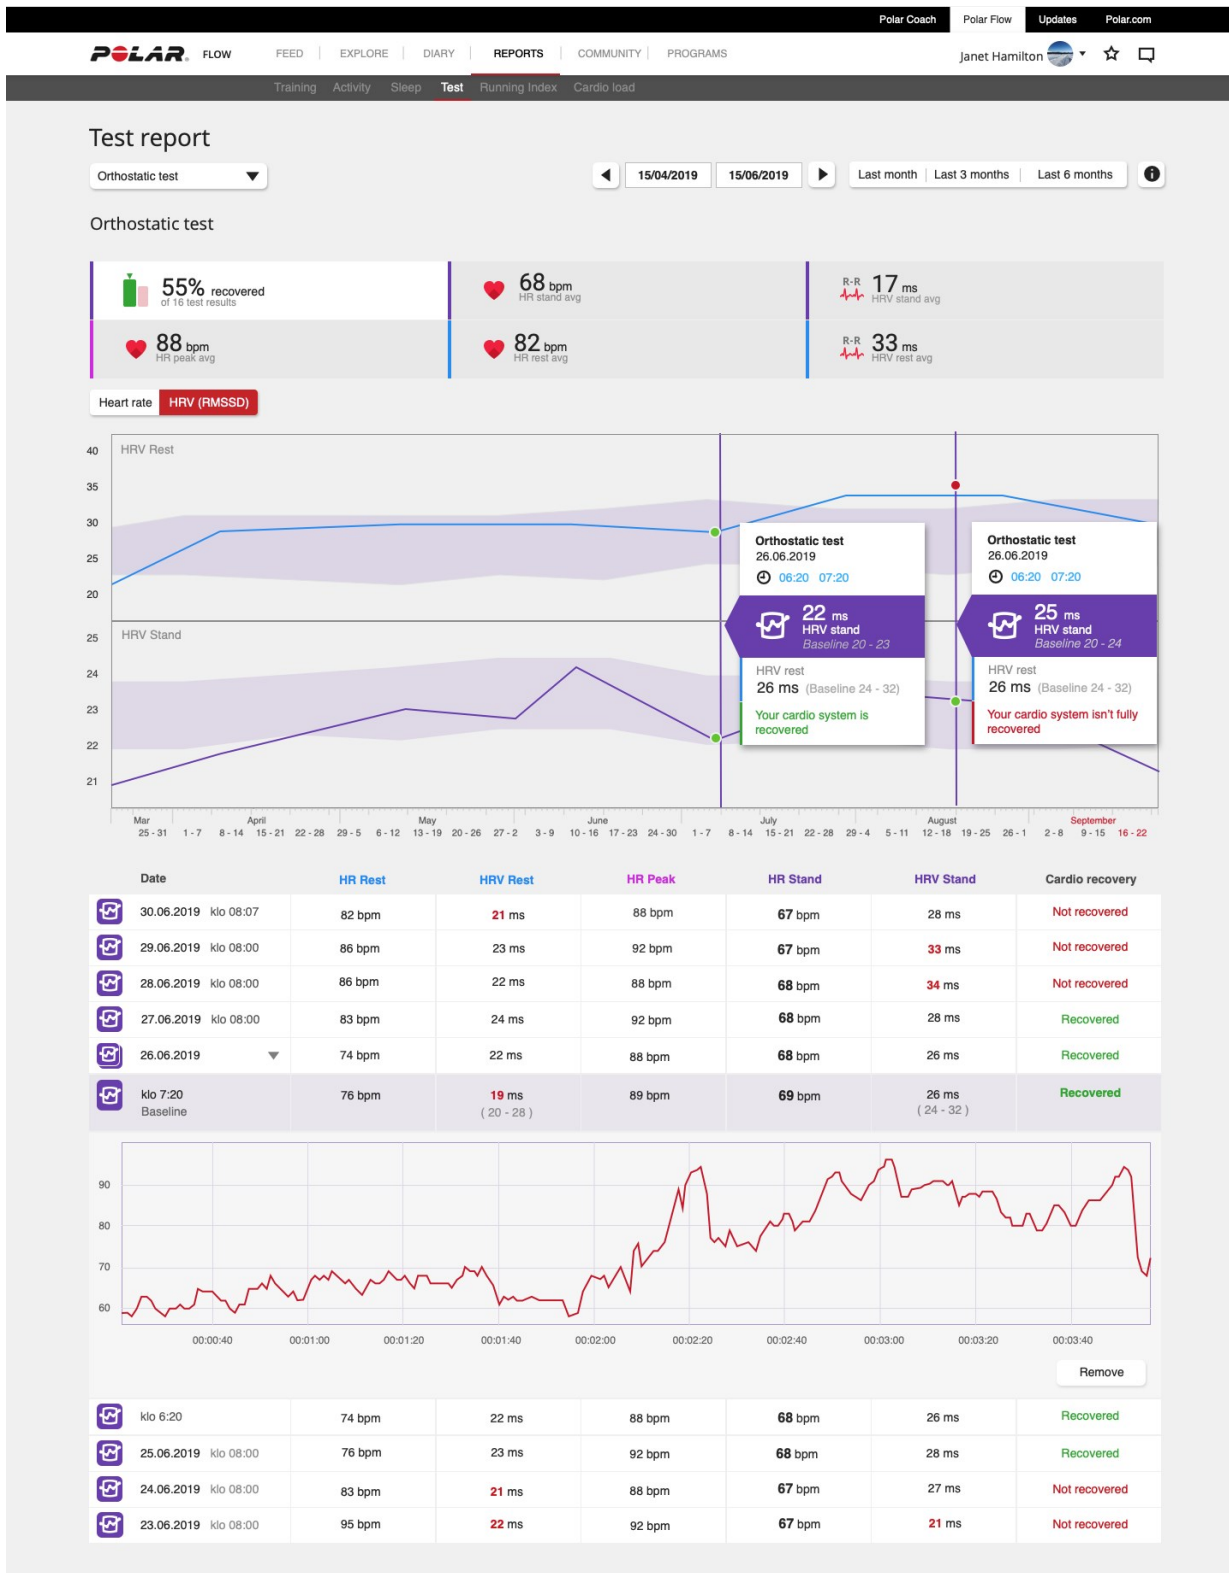 Polar Coach Polar Flow Updates Polar.com
POLAR. FLOW FEED EXPLORE DIARY REPORTS COMMUNITY PROGRAMS Janet Hamilton
Training Activity Sleep Test Running Index Cardio load
Test report
Orthostatic test 15/04/2019 15/06/2019 Last month Last 3 months Last 6 months
Orthostatic test
55% recovered
of 16 test results
68 bpm
HR stand avg
R-R 17 ms
HRV stand avg
88 bpm
HR peak avg
82 bpm
HR rest avg
R-R 33 ms
HRV rest avg
Heart rate HRV (RMSSD)
HRV Rest
40
35
30
25
20
HRV Stand
25
24
23
22
21
Orthostatic test
26.06.2019
06:20 07:20
22 ms
HRV stand
Baseline 20 - 23
HRV rest
26 ms (Baseline 24 - 32)
Your cardio system is
recovered
Orthostatic test
26.06.2019
06:20 07:20
25 ms
HRV stand
Baseline 20 - 24
HRV rest
26 ms (Baseline 24 - 32)
Your cardio system isn't fully
recovered
Mar April May June July August September
25 - 31 1 - 7 8 - 14 15 - 21 22 - 28 29 - 5 6 - 12 13 - 19 20 - 26 27 - 2 3 - 9 10 - 16 17 - 23 24 - 30 1 - 7 8 - 14 15 - 21 22 - 28 29 - 4 5 - 11 12 - 18 19 - 25 26 - 1 2 - 8 9 - 15 16 - 22
Date HR Rest HRV Rest HR Peak HR Stand HRV Stand Cardio recovery
30.06.2019 klo 08:07 82 bpm 21 ms 88 bpm 67 bpm 28 ms Not recovered
29.06.2019 klo 08:00 86 bpm 23 ms 92 bpm 67 bpm 33 ms Not recovered
28.06.2019 klo 08:00 86 bpm 22 ms 88 bpm 68 bpm 34 ms Not recovered
27.06.2019 klo 08:00 83 bpm 24 ms 92 bpm 68 bpm 28 ms Recovered
26.06.2019 74 bpm 22 ms 88 bpm 68 bpm 26 ms Recovered
klo 7:20 76 bpm 19 ms 89 bpm 69 bpm 26 ms Recovered
Baseline ( 20 - 28 ) ( 24 - 32 )
90
80
70
60
00:00:40 00:01:00 00:01:20 00:01:40 00:02:00 00:02:20 00:02:40 00:03:00 00:03:20 00:03:40
Remove
klo 6:20 74 bpm 22 ms 88 bpm 68 bpm 26 ms Recovered
25.06.2019 klo 08:00 76 bpm 23 ms 92 bpm 68 bpm 28 ms Recovered
24.06.2019 klo 08:00 83 bpm 21 ms 88 bpm 67 bpm 27 ms Not recovered
23.06.2019 klo 08:00 95 bpm 22 ms 92 bpm 67 bpm 21 ms Not recovered